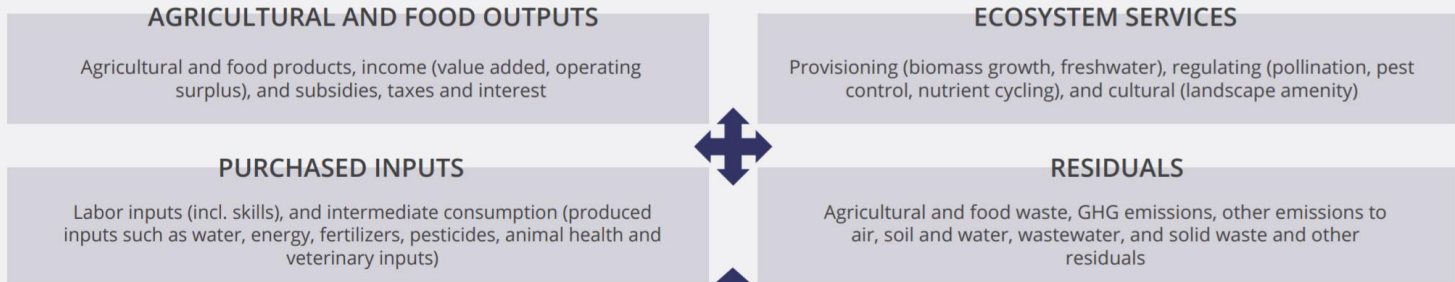 AGRICULTURAL AND FOOD OUTPUTS
Agricultural and food products, income (value added, operating
surplus), and subsidies, taxes and interest
ECOSYSTEM SERVICES
Provisioning (biomass growth, freshwater), regulating (pollination, pest
control, nutrient cycling), and cultural (landscape amenity)
PURCHASED INPUTS
Labor inputs (incl. skills), and intermediate consumption (produced
inputs such as water, energy, fertilizers, pesticides, animal health and
veterinary inputs)
RESIDUALS
Agricultural and food waste, GHG emissions, other emissions to
air, soil and water, wastewater, and solid waste and other
residuals